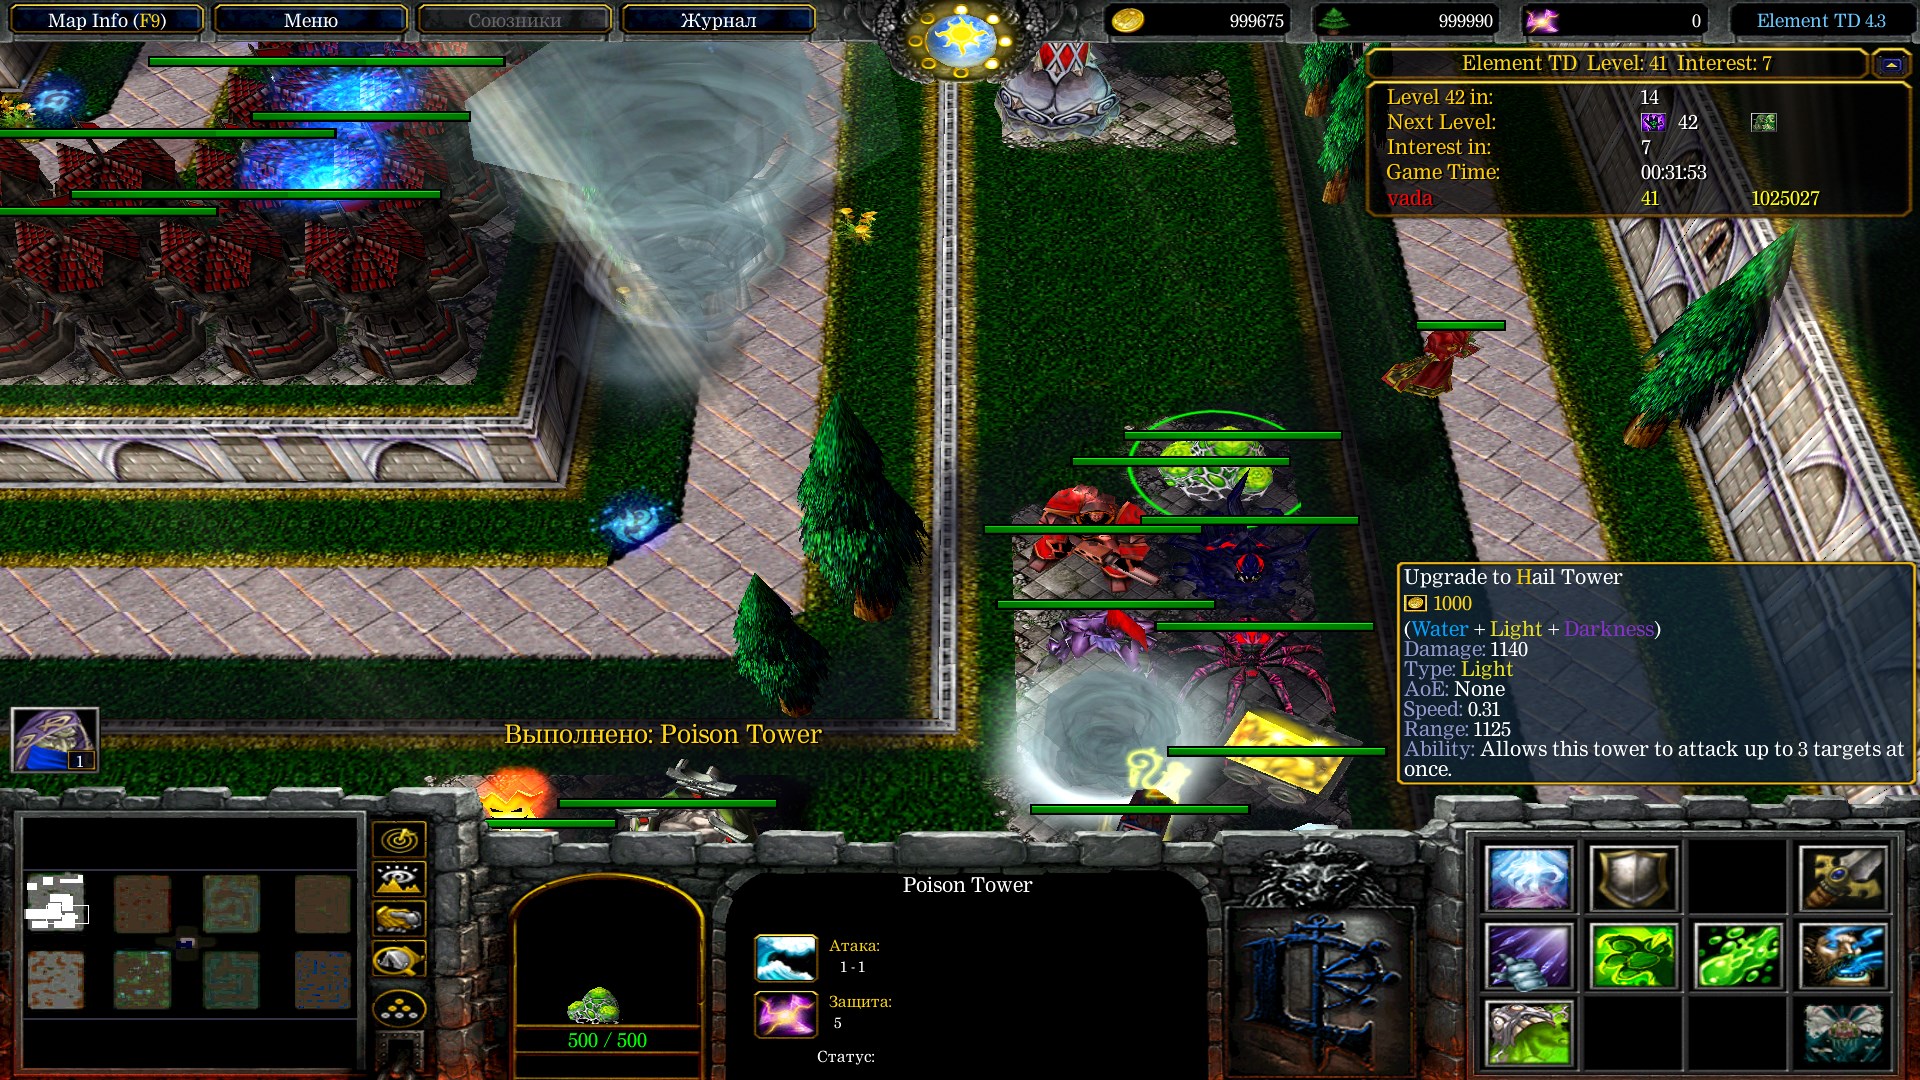 Map Info (F9)
Меню
Союзники
Журнал
999675
999990
0
Element TD 4.3
Element TD Level: 41 Interest: 7
Level 42 in: 14
Next Level: 42
Interest in: 7
Game Time: 00:31:53
vada 41 1025027
Upgrade to Hail Tower
1000
(Water + Light + Darkness)
Damage: 1140
Type: Light
AoE: None
Speed: 0.31
Range: 1125
Ability: Allows this tower to attack up to 3 targets at
once.
Выполнено: Poison Tower
1
Poison Tower
Атака:
1 - 1
Защита:
5
Статус:
500 / 500